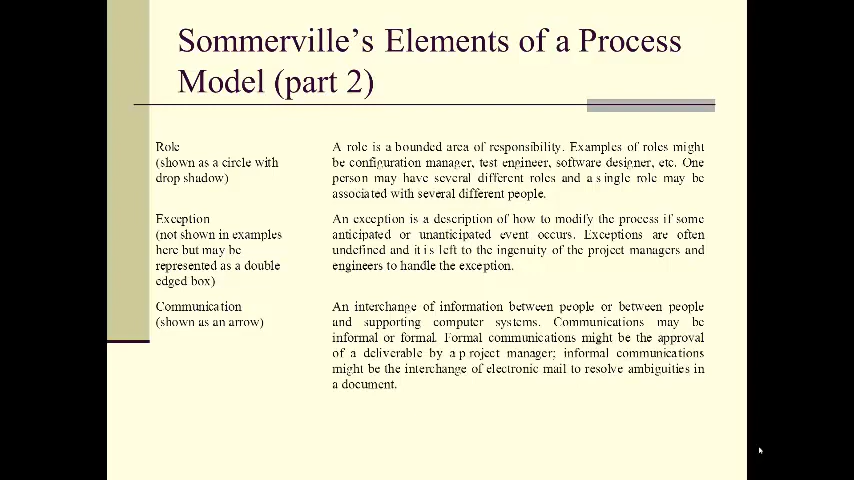 Sommerville's Elements of a Process
Model (part 2)
Role
(shown as a circle with
drop shadow)
A role is a bounded area of responsibility. Examples of roles might
be configuration manager, test engineer, software designer, etc. One
person may have several different roles and a single role may be
associated with several different people.
Exception
(not shown in examples
here but may be
represented as a double
edged box)
An exception is a description of how to modify the process if some
anticipated or unanticipated event occurs. Exceptions are often
undefined and it is left to the ingenuity of the project managers and
engineers to handle the exception.
Communication
(shown as an arrow)
An interchange of information between people or between people
and supporting computer systems. Communications may be
informal or formal. Formal communications might be the approval
of a deliverable by a project manager; informal communications
might be the interchange of electronic mail to resolve ambiguities in
a document.